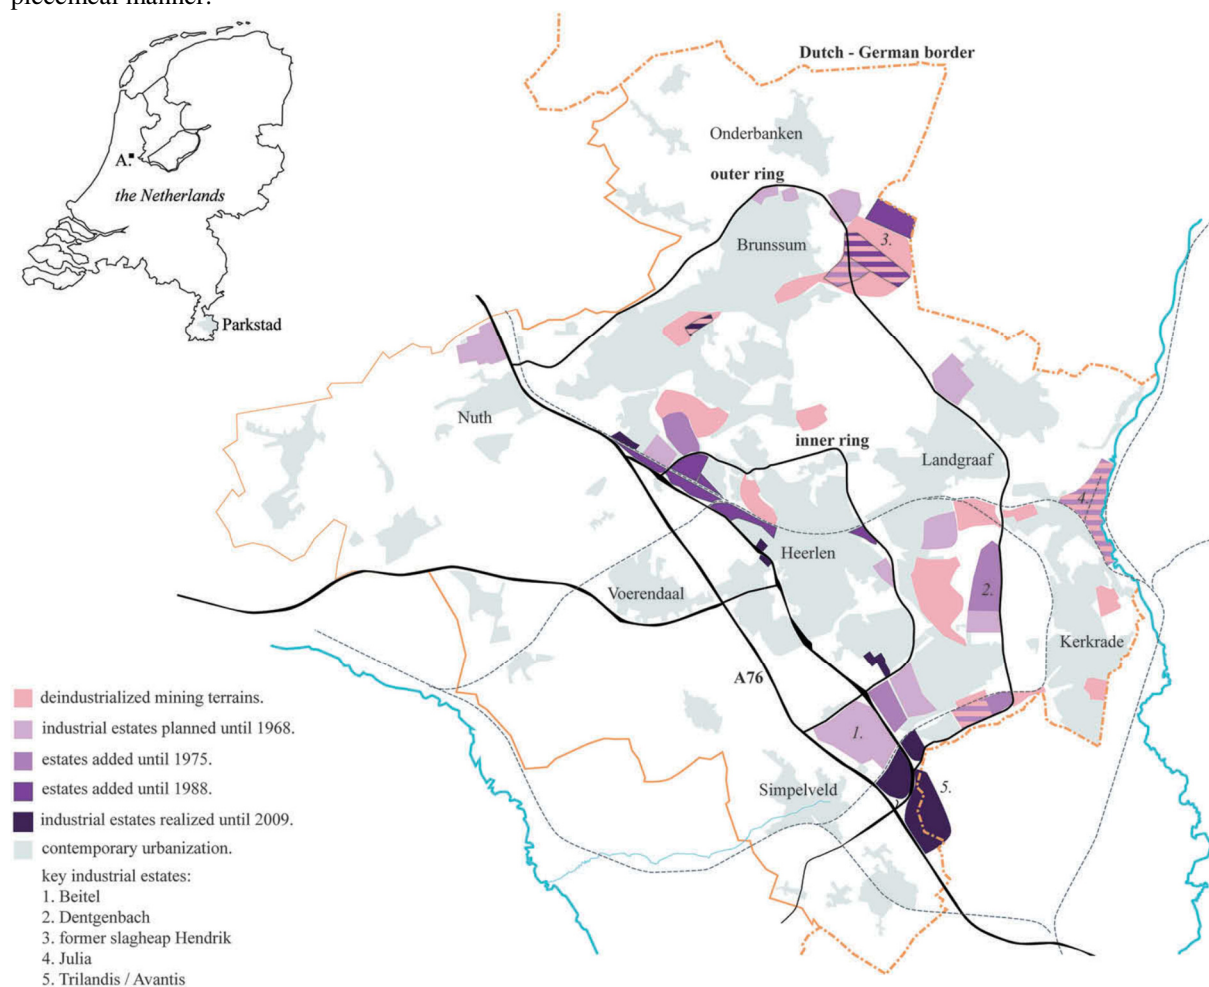 piecemeal manner.
Dutch - German border
Onderbanken
outer ring
A.
the Netherlands
Brunssum
3.
Parkstad
Nuth
inner ring
Landgraaf
4.
Heerlen
2.
Voerendaal
Kerkrade
A76
deindustrialized mining terrains.
industrial estates planned until 1968.
1.
estates added until 1975.
estates added until 1988.
Simpelveld
5.
industrial estates realized until 2009.
contemporary urbanization.
key industrial estates:
1. Beitel
2. Dentgenbach
3. former slagheap Hendrik
4. Julia
5. Trilandis / Avantis